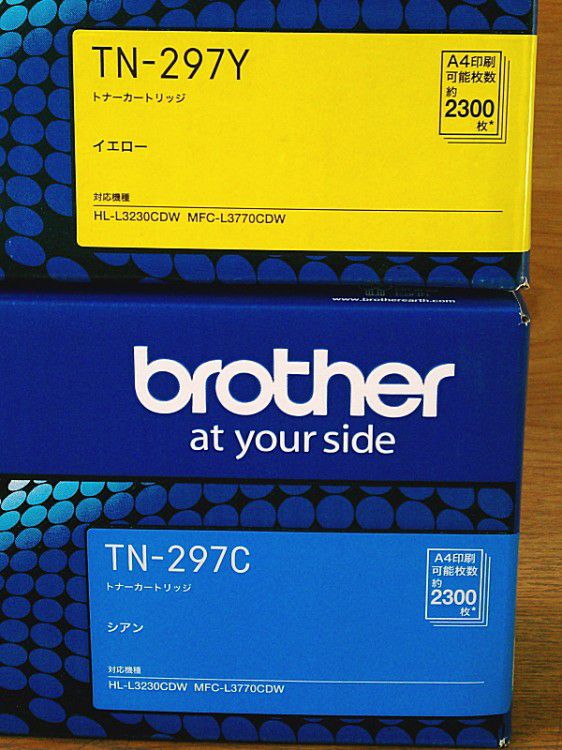 TN-297Y
トナーカートリッジ
イエロー
対応機種
HL-L3230CDW MFC-L3770CDW
A4印刷
可能枚数
約
2300
枚*
www.brotherearth.com
brother
at your side
TN-297C
トナーカートリッジ
シアン
対応機種
HL-L3230CDW MFC-L3770CDW
A4印刷
可能枚数
約
2300
枚*